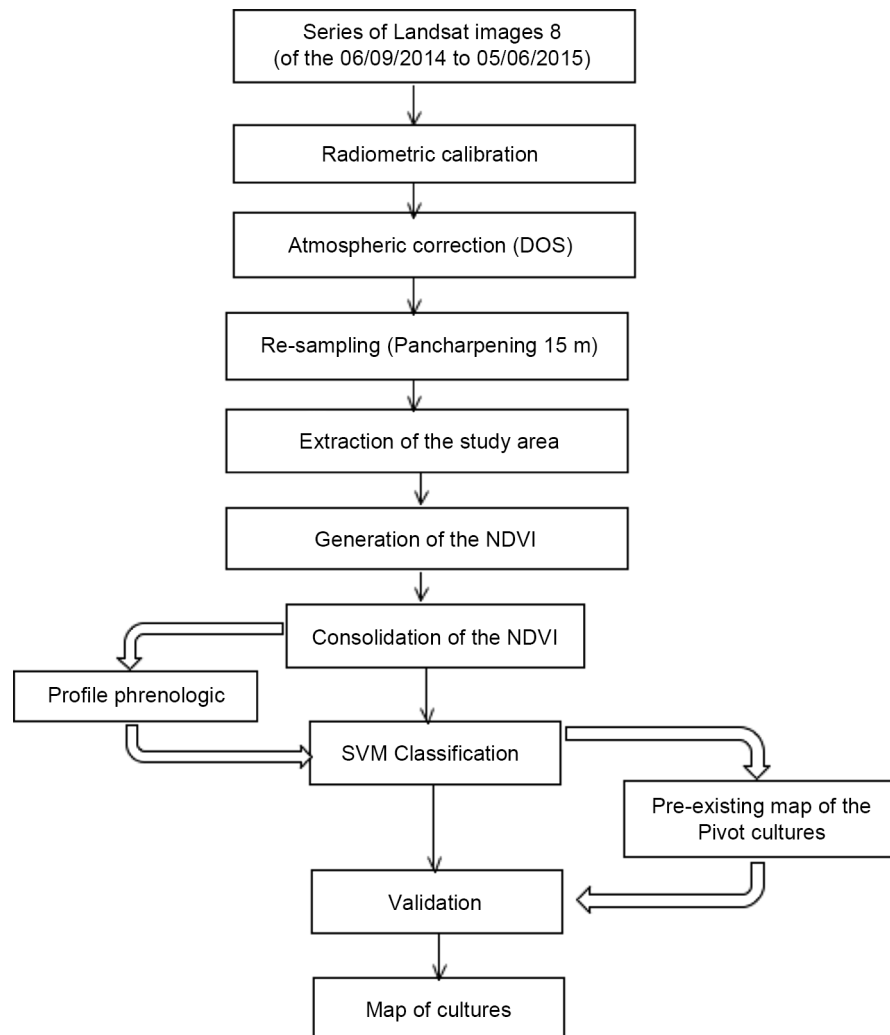 Series of Landsat images 8
(of the 06/09/2014 to 05/06/2015)
Radiometric calibration
Atmospheric correction (DOS)
Re-sampling (Pancharpening 15 m)
Extraction of the study area
Generation of the NDVI
Consolidation of the NDVI
Profile phrenologic
SVM Classification
Pre-existing map of the
Pivot cultures
Validation
Map of cultures